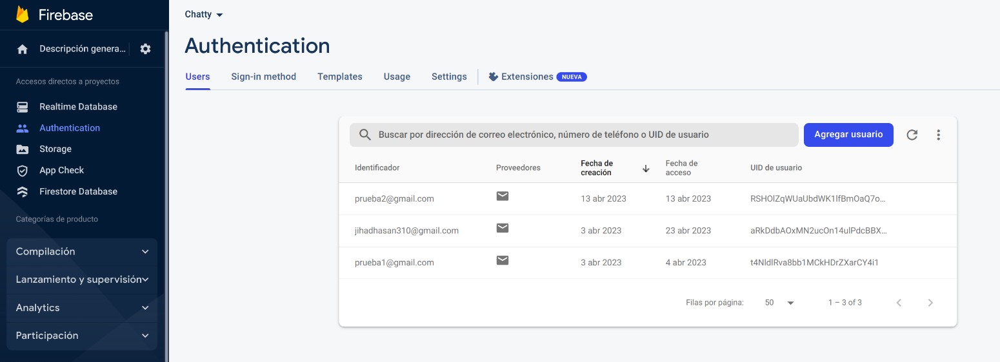 Firebase
Descripción genera...
Accesos directos a proyectos
Realtime Database
Authentication
Storage
App Check
Firestore Database
Categorías de producto
Compilación
Lanzamiento y supervisión
Analytics
Participación
Chatty
Authentication
Users Sign-in method Templates Usage Settings Extensiones NUEVA
Buscar por dirección de correo electrónico, número de teléfono o UID de usuario Agregar usuario
Identificador Proveedores Fecha de creación Fecha de acceso UID de usuario
prueba2@gmail.com 13 abr 2023 13 abr 2023 RSHOlZqWUaUbdWK1lfBmOaQ7o...
jihadhasan310@gmail.com 3 abr 2023 23 abr 2023 aRkDdbAOxMN2ucOn14ulPdcBBX...
prueba1@gmail.com 3 abr 2023 4 abr 2023 t4NldlRva8bb1MCkHDrZXarCY4i1
Filas por página: 50 1 – 3 of 3